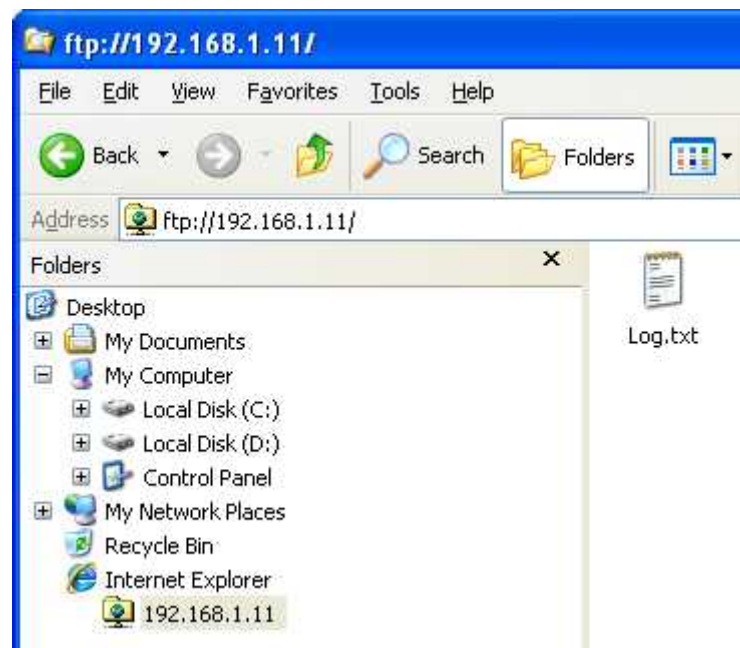 ftp://192.168.1.11/
File Edit View Favorites Tools Help
Back Search Folders
Address ftp://192.168.1.11/
Folders
Desktop
My Documents
My Computer
Local Disk (C:)
Local Disk (D:)
Control Panel
My Network Places
Recycle Bin
Internet Explorer
192.168.1.11
Log.txt